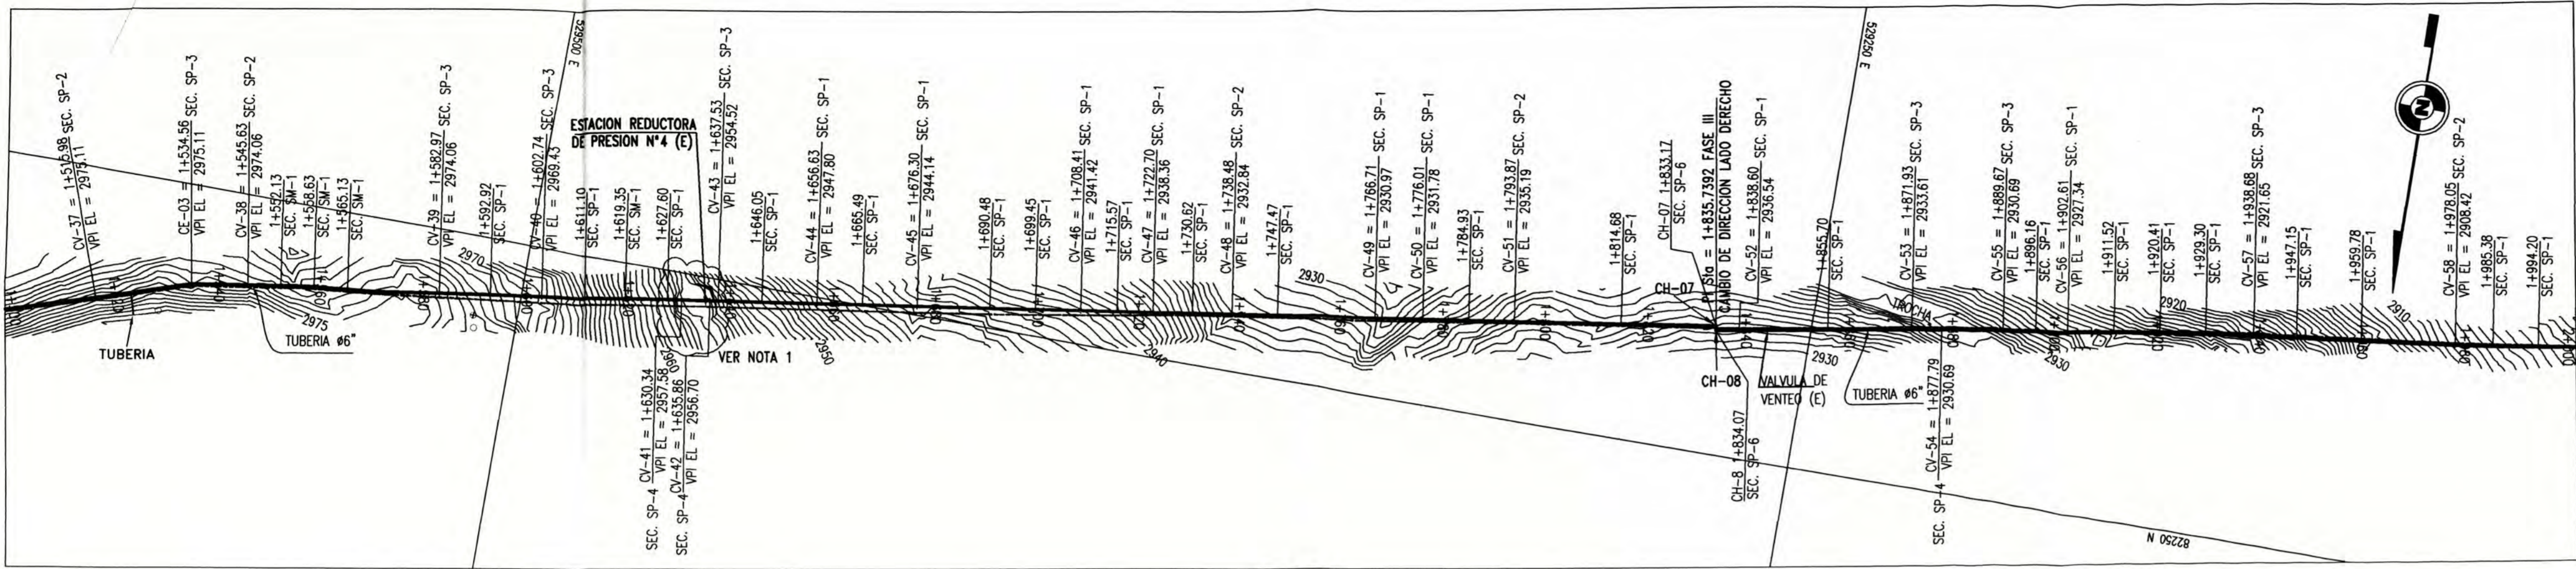 CV-37 = 1+515.98 SEC. SP-2
VPI EL = 2975.11
CE-03 = 1+534.56 SEC. SP-3
VPI EL = 2975.11
CV-38 = 1+545.63 SEC. SP-2
VPI EL = 2974.06
1+552.13
SEC. SM-1
1+558.63
SEC. SM-1
1+565.13
SEC. SM-1
CV-39 = 1+582.97 SEC. SP-3
VPI EL = 2974.06
1+592.92
SEC. SP-1
CV-40 = 1+602.74 SEC. SP-3
VPI EL = 2969.43
529500 E
ESTACION REDUCTORA
DE PRESION N°4 (E)
1+611.10
SEC. SP-1
1+619.35
SEC. SM-1
1+627.60
SEC. SP-1
CV-43 = 1+637.53 SEC. SP-3
VPI EL = 2954.52
1+646.05
SEC. SP-1
CV-44 = 1+656.63 SEC. SP-1
VPI EL = 2947.80
1+665.49
SEC. SP-1
CV-45 = 1+676.30 SEC. SP-1
VPI EL = 2944.14
1+690.48
SEC. SP-1
1+699.45
SEC. SP-1
CV-46 = 1+708.41 SEC. SP-1
VPI EL = 2941.42
1+715.57
SEC. SP-1
CV-47 = 1+722.70 SEC. SP-1
VPI EL = 2938.36
1+730.62
SEC. SP-1
CV-48 = 1+738.48 SEC. SP-2
VPI EL = 2932.84
1+747.47
SEC. SP-1
CV-49 = 1+766.71 SEC. SP-1
VPI EL = 2930.97
CV-50 = 1+776.01 SEC. SP-1
VPI EL = 2931.78
1+784.93
SEC. SP-1
CV-51 = 1+793.87 SEC. SP-2
VPI EL = 2935.19
1+814.68
SEC. SP-1
CH-07 1+833.17
SEC. SP-6
PI Sta = 1+835.7392 FASE III
CAMBIO DE DIRECCIÓN LADO DERECHO
CV-52 = 1+838.60 SEC. SP-1
VPI EL = 2936.54
529250 E
1+855.70
SEC. SP-1
CV-53 = 1+871.93 SEC. SP-3
VPI EL = 2933.61
CV-55 = 1+889.67 SEC. SP-3
VPI EL = 2930.69
1+896.16
SEC. SP-1
CV-56 = 1+902.61 SEC. SP-1
VPI EL = 2927.34
1+911.52
SEC. SP-1
1+920.41
SEC. SP-1
1+929.30
SEC. SP-1
CV-57 = 1+938.68 SEC. SP-3
VPI EL = 2921.65
1+947.15
SEC. SP-1
1+959.78
SEC. SP-1
CV-58 = 1+978.05 SEC. SP-2
VPI EL = 2908.42
1+985.38
SEC. SP-1
1+994.20
SEC. SP-1
N
2970
2930
CH-07
TROCHA
2920
2910
2975
TUBERIA
TUBERIA ø6"
2960
VER NOTA 1
2950
2940
CH-08
VALVULA DE
VENTEO (E)
2930
TUBERIA ø6"
2930
SEC. SP-4 CV-41 = 1+630.34
VPI EL = 2957.58
SEC. SP-4 CV-42 = 1+635.86
VPI EL = 2956.70
CH-8 1+834.07
SEC. SP-6
SEC. SP-4 CV-54 = 1+877.79
VPI EL = 2930.69
82250 N